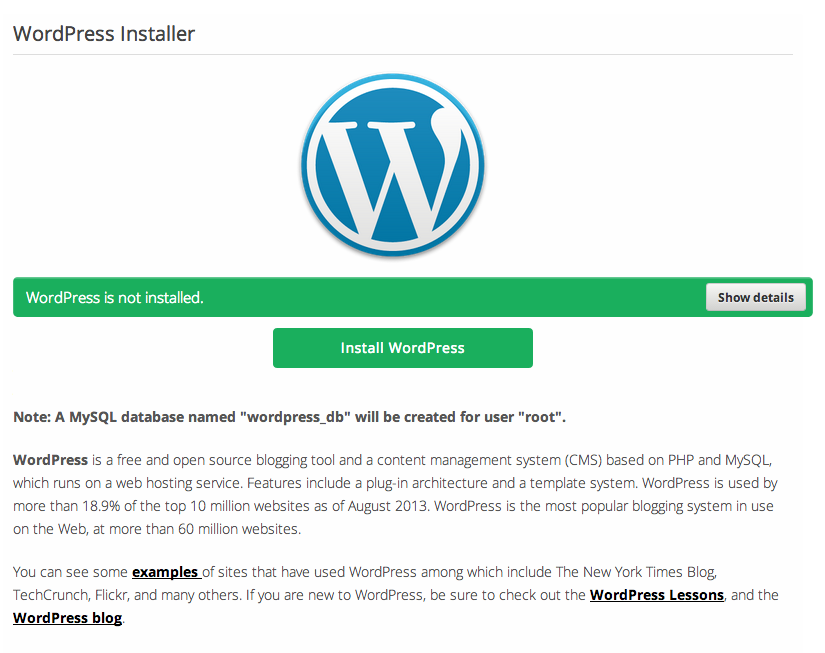 WordPress Installer
W
WordPress is not installed.
Show details
Install WordPress
Note: A MySQL database named "wordpress_db" will be created for user "root".
WordPress is a free and open source blogging tool and a content management system (CMS) based on PHP and MySQL,
which runs on a web hosting service. Features include a plug-in architecture and a template system. WordPress is used by
more than 18.9% of the top 10 million websites as of August 2013. WordPress is the most popular blogging system in use
on the Web, at more than 60 million websites.
You can see some examples of sites that have used WordPress among which include The New York Times Blog,
TechCrunch, Flickr, and many others. If you are new to WordPress, be sure to check out the WordPress Lessons, and the
WordPress blog.